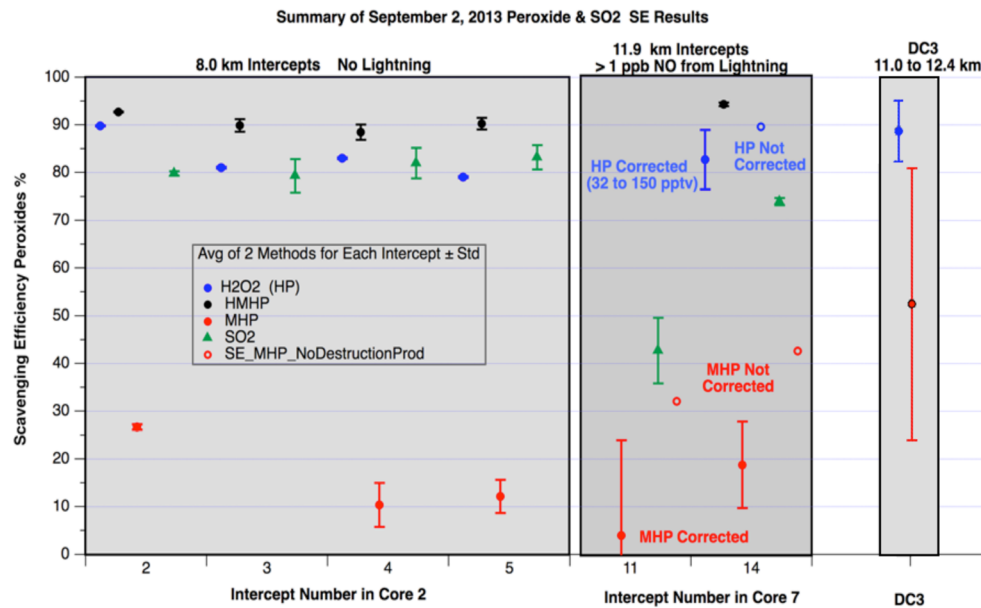 Summary of September 2, 2013 Peroxide & SO2 SE Results
8.0 km Intercepts No Lightning
11.9 km Intercepts
> 1 ppb NO from Lightning
DC3
11.0 to 12.4 km
Scavenging Efficiency Peroxides %
100
90
80
70
60
50
40
30
20
10
0
Avg of 2 Methods for Each Intercept ± Std
H2O2 (HP)
HMHP
MHP
SO2
SE_MHP_NoDestructionProd
HP Corrected
(32 to 150 pptv)
HP Not
Corrected
MHP Not
Corrected
MHP Corrected
2 3 4 5
11 14
Intercept Number in Core 2
Intercept Number in Core 7
DC3